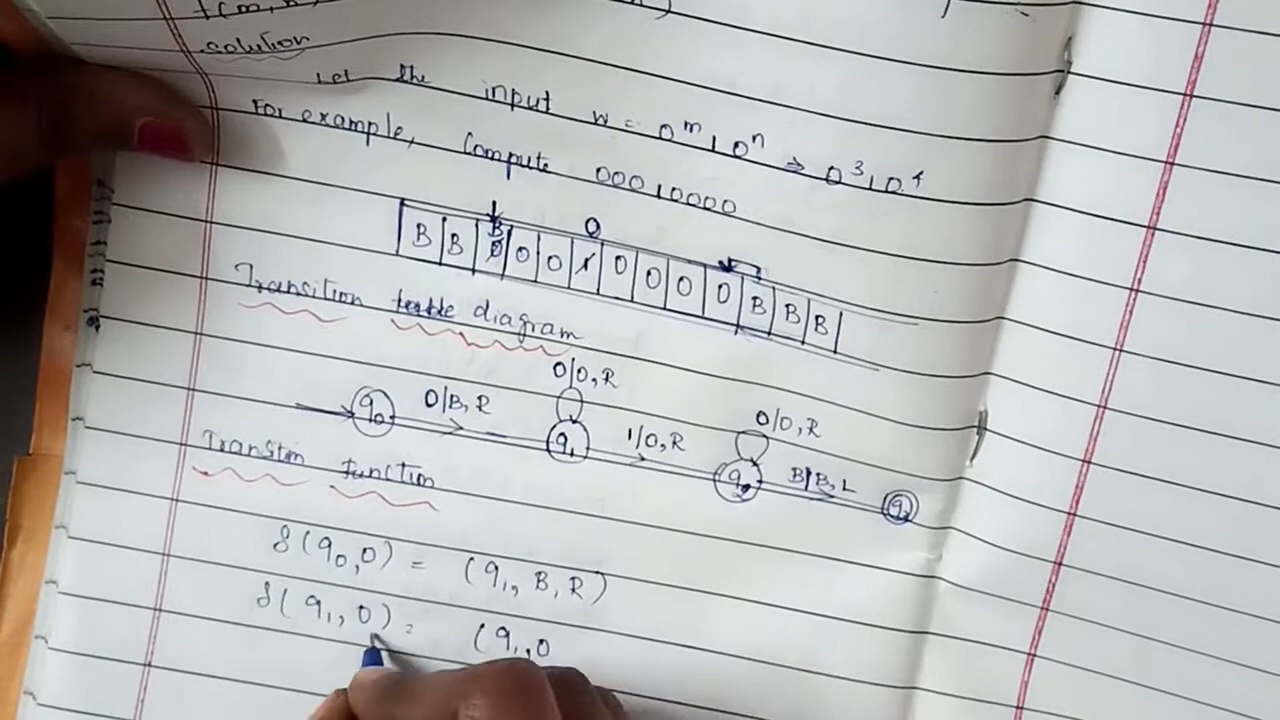 f(m,
solution
Let the input w = 0^m 1 0^n ⇒ 0^3 1 0^4
For example, Compute 00010000
B 0
B B 0 0 0 1 0 0 0 0 B B B
Transition table diagram
0/0, R 0/0, R
q0 0/B, R q1 1/0, R q2 B/B, L q3
Transition function
δ(q0, 0) = (q1, B, R)
δ(q1, 0) = (q1, 0